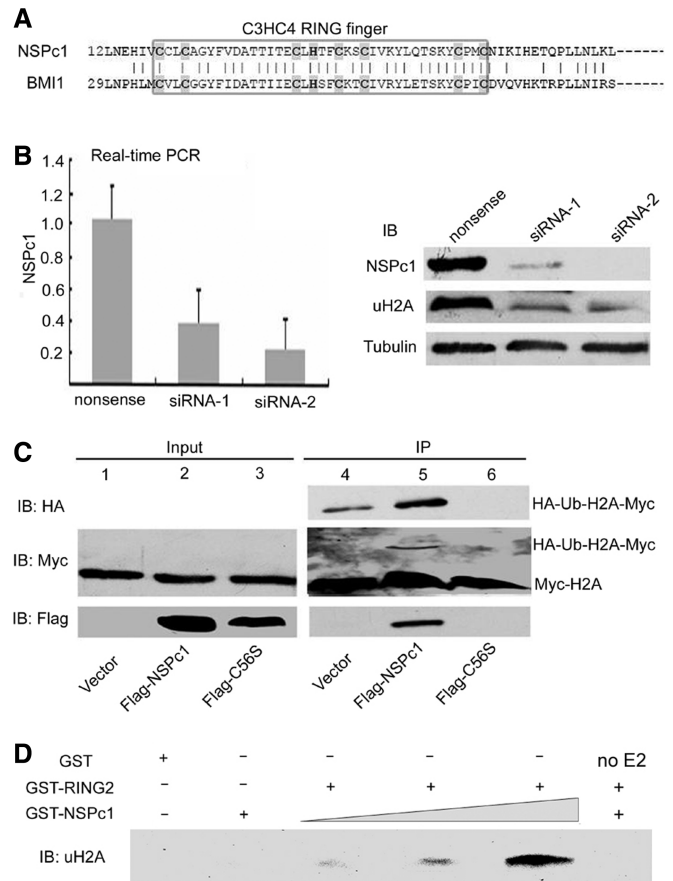 A
C3HC4 RING finger
NSPc1 12LNEHIVCCLCAGYFVDATTITECLHTFCKSCIVKYLQTSKYCPMCNIKIHETQPLLNLKL------
BMI1 29LNPHLMCVLCGGYFIDATTIIECLHSFCKTCIVRYLETSKYCPICDVQVHKTRPLLNIRS------
B
Real-time PCR
1.4
1.2
1.0
0.8
0.6
0.4
0.2
NSPc1
nonsense siRNA-1 siRNA-2
IB nonsense siRNA-1 siRNA-2
NSPc1
uH2A
Tubulin
C
Input IP
1 2 3 4 5 6
IB: HA HA-Ub-H2A-Myc
IB: Myc HA-Ub-H2A-Myc
Myc-H2A
IB: Flag
Vector Flag-NSPc1 Flag-C56S Vector Flag-NSPc1 Flag-C56S
D
GST + – – – – no E2
GST-RING2 – – + + + +
GST-NSPc1 – + +
IB: uH2A